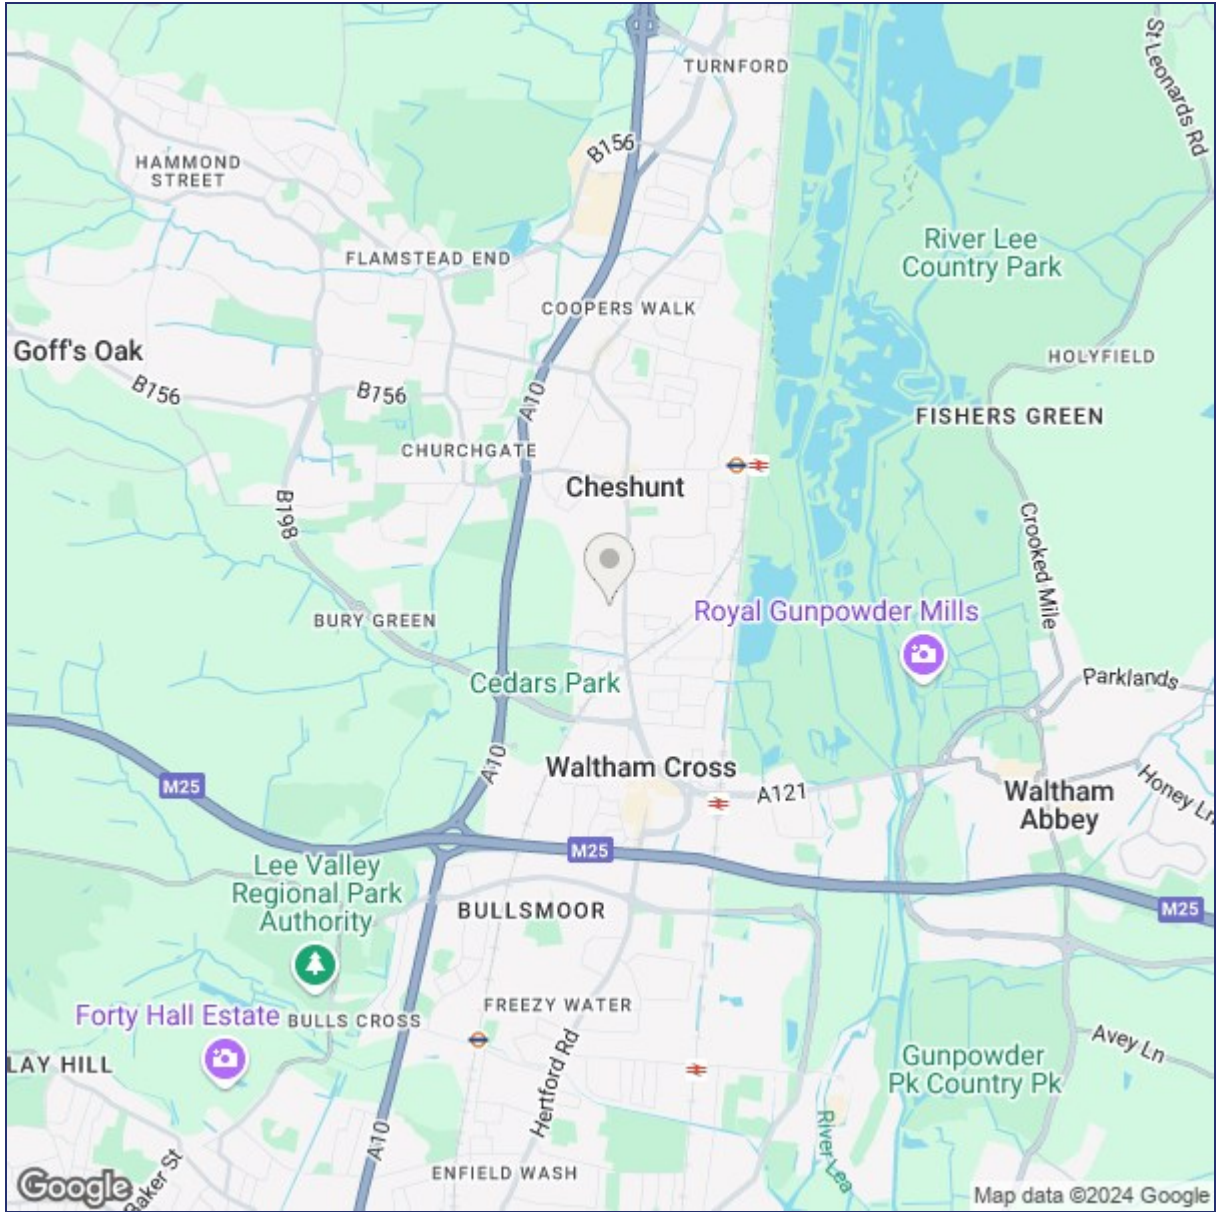 TURNFORD
St Leonards Rd
B156
HAMMOND
STREET
River Lee
Country Park
FLAMSTEAD END
COOPERS WALK
Goff's Oak
HOLYFIELD
B156
B156
A10
FISHERS GREEN
CHURCHGATE
Cheshunt
B198
Crooked Mile
Royal Gunpowder Mills
BURY GREEN
Cedars Park
Parklands
A10
Waltham Cross
M25
A121
Waltham
Abbey
Honey Ln
M25
Lee Valley
Regional Park
Authority
BULLSMOOR
M25
FREEZY WATER
Forty Hall Estate
BULLS CROSS
LAY HILL
Hertford Rd
Avey Ln
Gunpowder
Pk Country Pk
A10
River Lea
ENFIELD WASH
Baker St
Google
Map data ©2024 Google